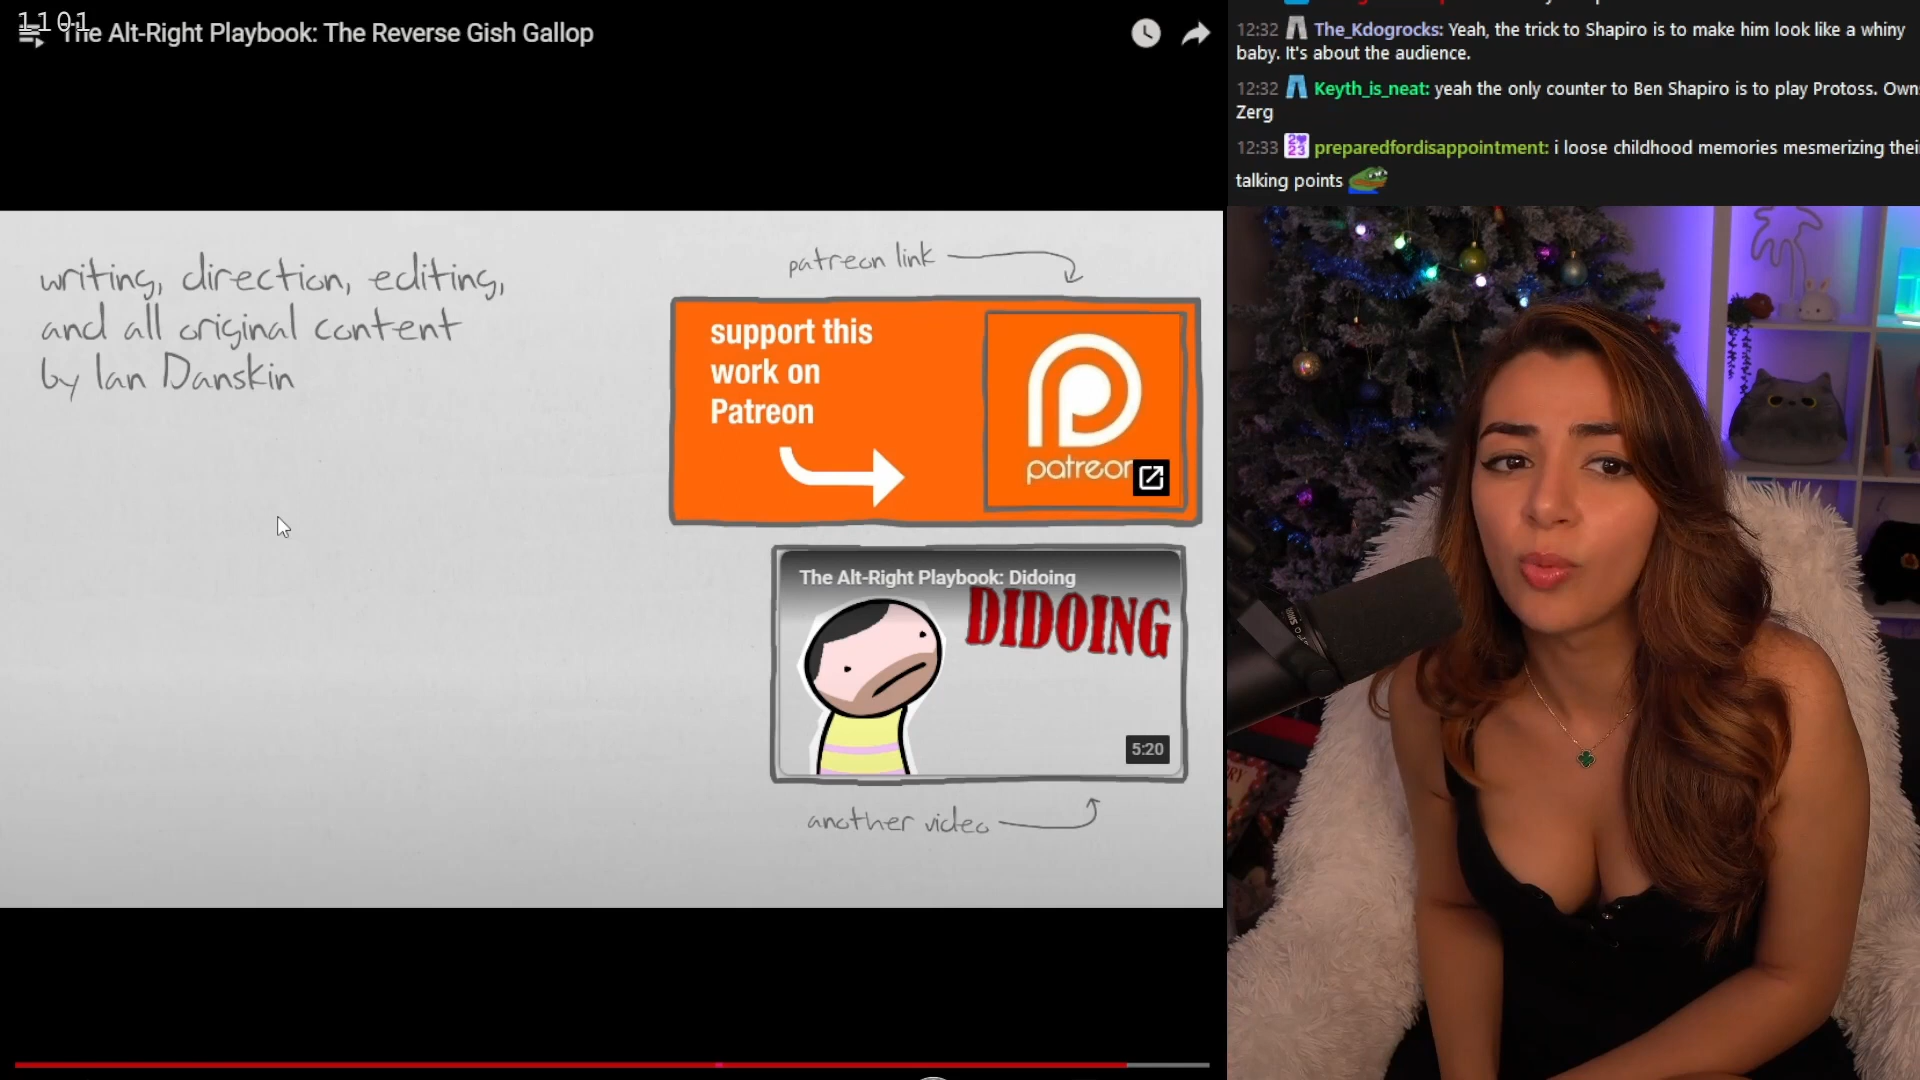 1101
The Alt-Right Playbook: The Reverse Gish Gallop
12:32 The_Kdogrocks: Yeah, the trick to Shapiro is to make him look like a whiny
baby. It's about the audience.
12:32 Keyth_is_neat: yeah the only counter to Ben Shapiro is to play Protoss. Owns
Zerg
12:33 preparedfordisappointment: i loose childhood memories mesmerizing their
talking points
writing, direction, editing,
and all original content
by Ian Danskin
patreon link
support this
work on
Patreon
patreon
The Alt-Right Playbook: Didoing
DIDOING
5:20
another video